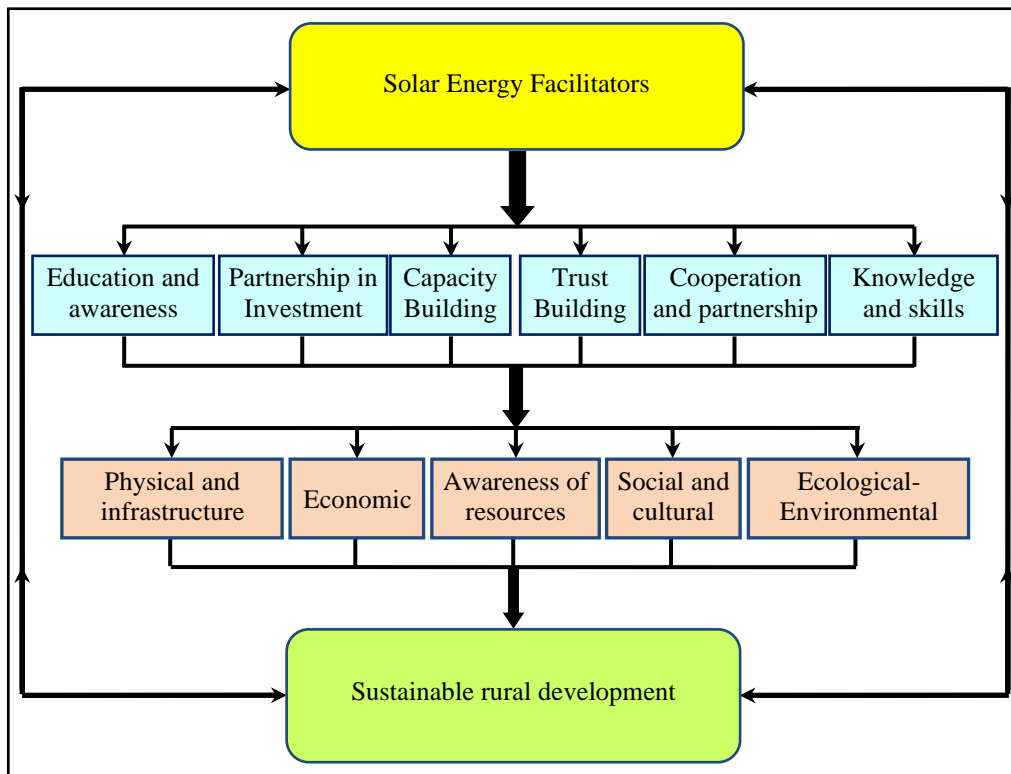 Solar Energy Facilitators
Education and
awareness
Partnership in
Investment
Capacity
Building
Trust
Building
Cooperation
and partnership
Knowledge
and skills
Physical and
infrastructure
Economic
Awareness of
resources
Social and
cultural
Ecological-
Environmental
Sustainable rural development